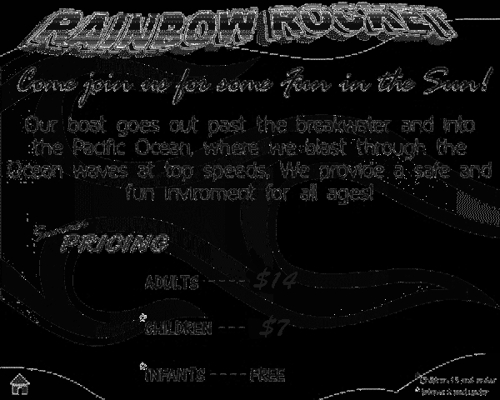 RAINBOW ROCKET
Come join us for some Fun in the Sun!
Our boat goes out past the breakwater and into
the Pacific Ocean, where we blast through the
Ocean waves at top speeds. We provide a safe and
fun inviroment for all ages!
PRICING
ADULTS ----- $14
*CHILDREN ---- $7
*INFANTS ---- FREE